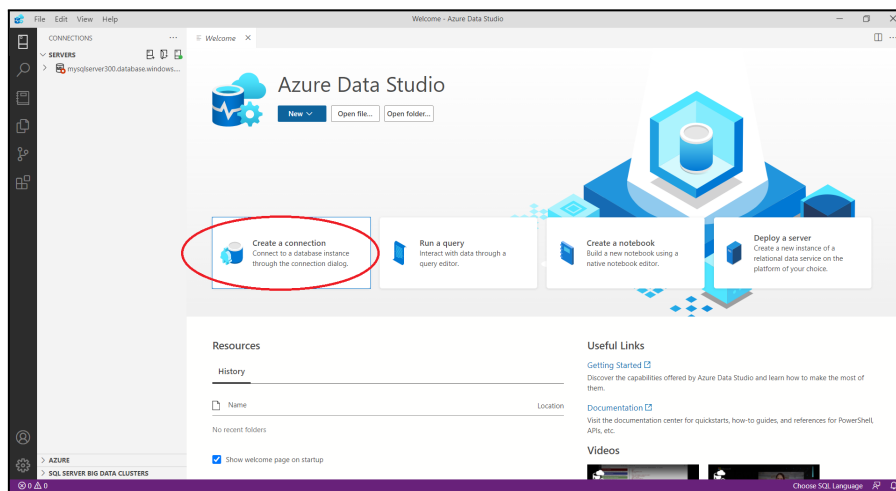 File Edit View Help
Welcome - Azure Data Studio
CONNECTIONS
SERVERS
mysqlserver300.database.windows...
AZURE
SQL SERVER BIG DATA CLUSTERS
Welcome
Azure Data Studio
New
Open file...
Open folder...
Create a connection
Connect to a database instance
through the connection dialog.
Run a query
Interact with data through a
query editor.
Create a notebook
Build a new notebook using a
native notebook editor.
Deploy a server
Create a new instance of a
relational data service on the
platform of your choice.
Resources
History
Name Location
No recent folders
Show welcome page on startup
Useful Links
Getting Started
Discover the capabilities offered by Azure Data Studio and learn how to make the most of
them.
Documentation
Visit the documentation center for quickstarts, how-to guides, and references for PowerShell,
APIs, etc.
Videos
0 0
Choose SQL Language